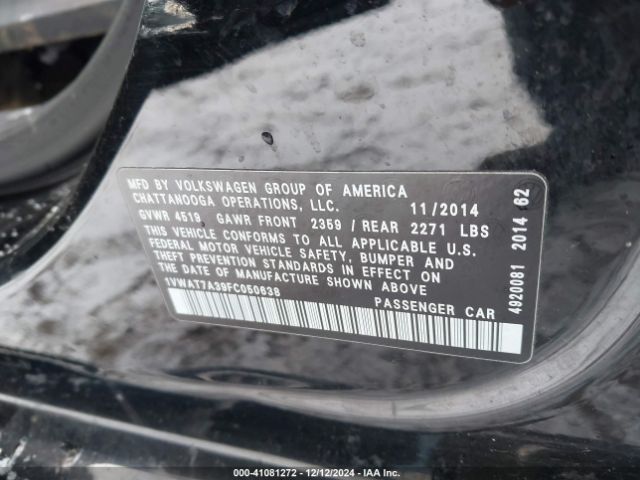 MFD BY VOLKSWAGEN GROUP OF AMERICA
CHATTANOOGA OPERATIONS, LLC. 11/2014
GVWR 4519 GAWR FRONT 2359 / REAR 2271 LBS
THIS VEHICLE CONFORMS TO ALL APPLICABLE U.S.
FEDERAL MOTOR VEHICLE SAFETY, BUMPER AND
THEFT PREVENTION STANDARDS IN EFFECT ON
THE DATE OF MANUFACTURE SHOWN ABOVE
1VWAT7A39FC050638 PASSENGER CAR
4920081 2014 62
000-41081272 • 12/12/2024 • IAA Inc.